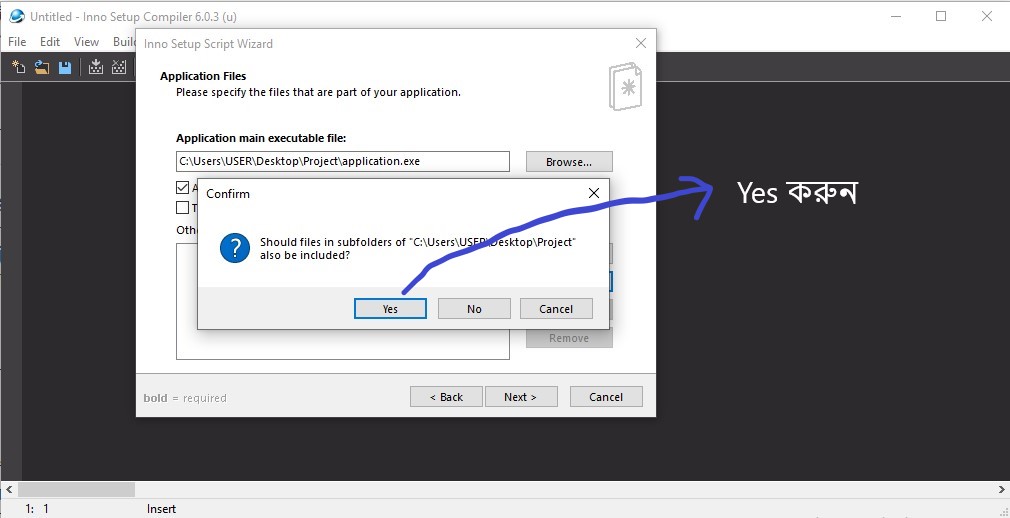 Untitled - Inno Setup Compiler 6.0.3 (u)
File Edit View
Inno Setup Script Wizard
Application Files
Please specify the files that are part of your application.
Application main executable file:
C:\Users\USER\Desktop\Project\application.exe
Browse...
Confirm
Yes করুন
Should files in subfolders of "C:\Users\USER\Desktop\Project"
also be included?
Yes No Cancel
Remove
bold = required
< Back Next > Cancel
1: 1 Insert